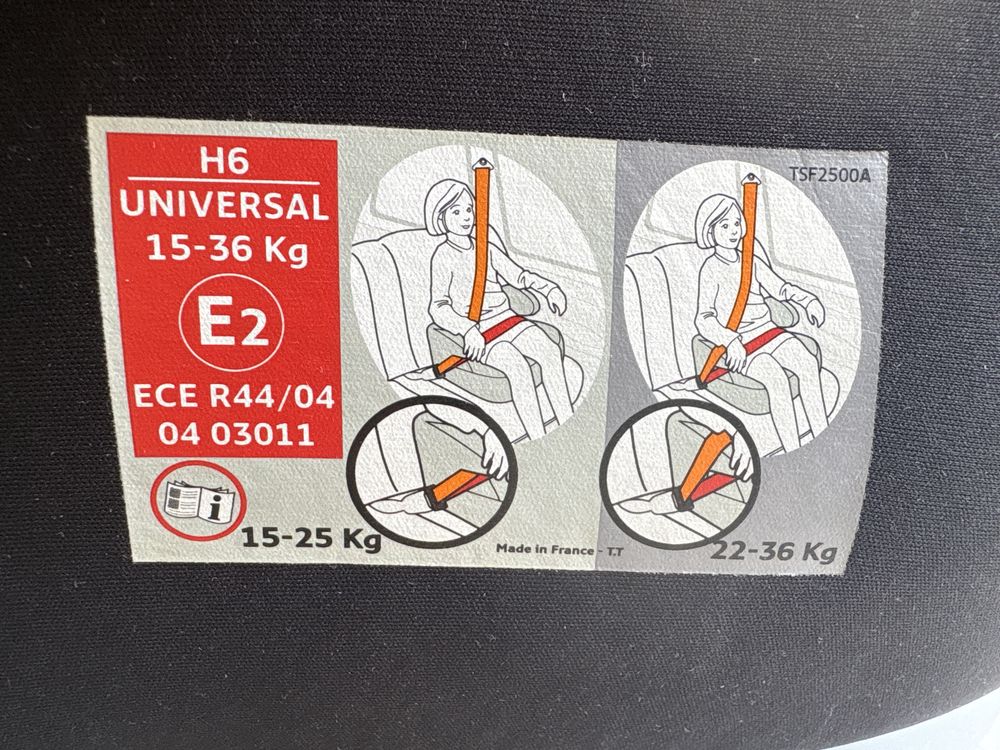 H6
UNIVERSAL
15-36 Kg
E2
ECE R44/04
04 03011
i
15-25 Kg
Made in France - T.T
TSF2500A
22-36 Kg